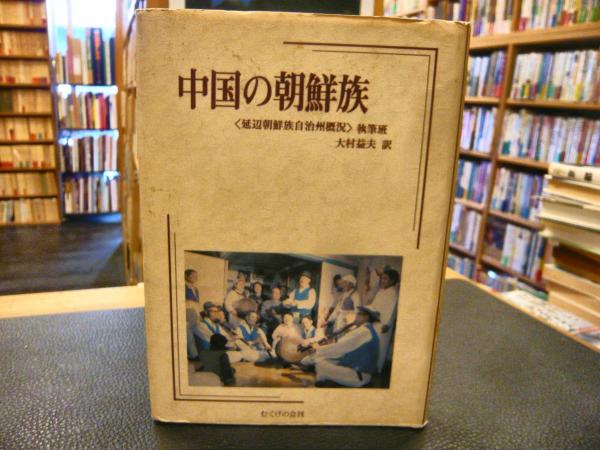 中国の朝鮮族
〈延辺朝鮮族自治州概況〉執筆班
大村益夫 訳
むくげの会刊